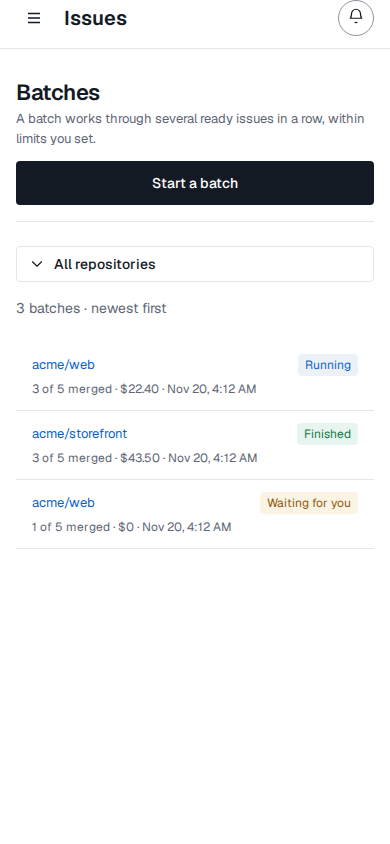 Issues
Batches
A batch works through several ready issues in a row, within
limits you set.
Start a batch
All repositories
3 batches · newest first
acme/web
Running
3 of 5 merged · $22.40 · Nov 20, 4:12 AM
acme/storefront
Finished
3 of 5 merged · $43.50 · Nov 20, 4:12 AM
acme/web
Waiting for you
1 of 5 merged · $0 · Nov 20, 4:12 AM